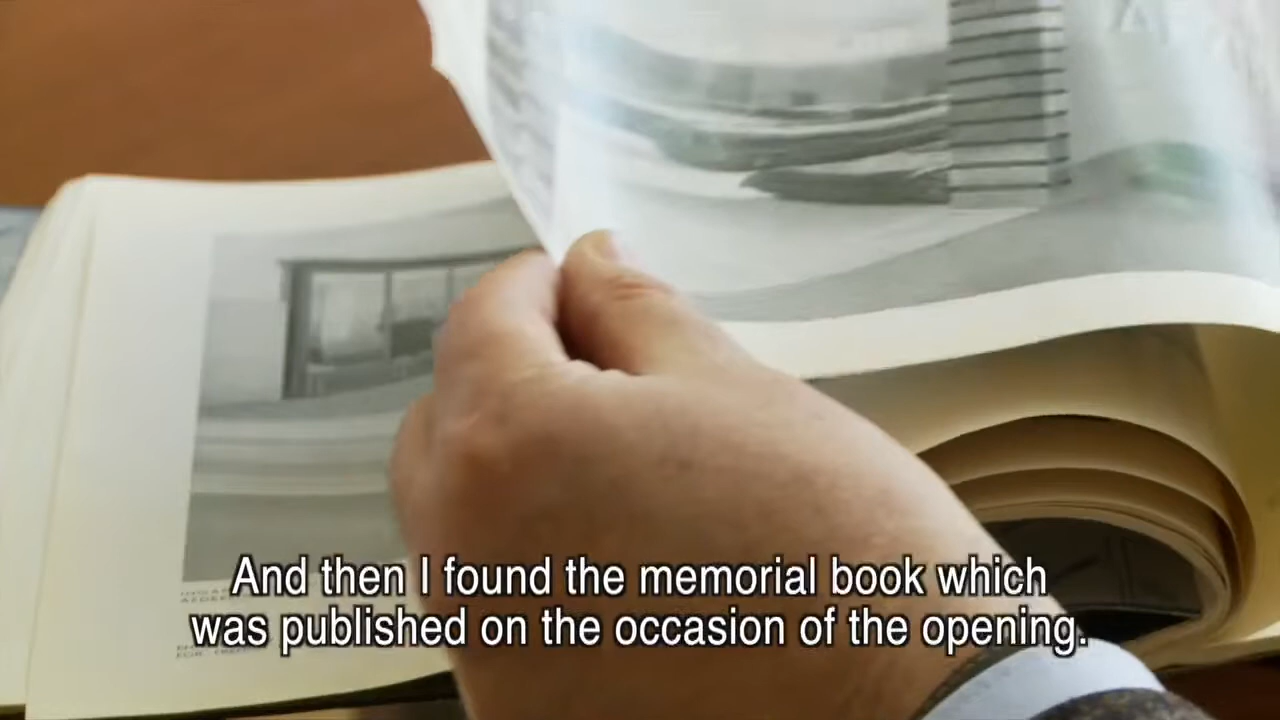 And then I found the memorial book which
was published on the occasion of the opening.